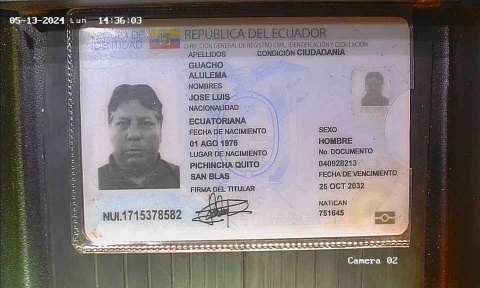 05-13-2024 Lun 14:36:03
REPÚBLICA DEL ECUADOR
DIRECCIÓN GENERAL DE REGISTRO CIVIL, IDENTIFICACIÓN Y CEDULACIÓN
APELLIDOS
CONDICIÓN CIUDADANÍA
GUACHO
ALULEMA
NOMBRES
JOSE LUIS
NACIONALIDAD
ECUATORIANA
FECHA DE NACIMIENTO
01 AGO 1976
LUGAR DE NACIMIENTO
PICHINCHA QUITO
SAN BLAS
FIRMA DEL TITULAR
SEXO
HOMBRE
No. DOCUMENTO
040928213
FECHA DE VENCIMIENTO
25 OCT 2032
NAT/CAN
751645
NUI.1715378582
Camera 02